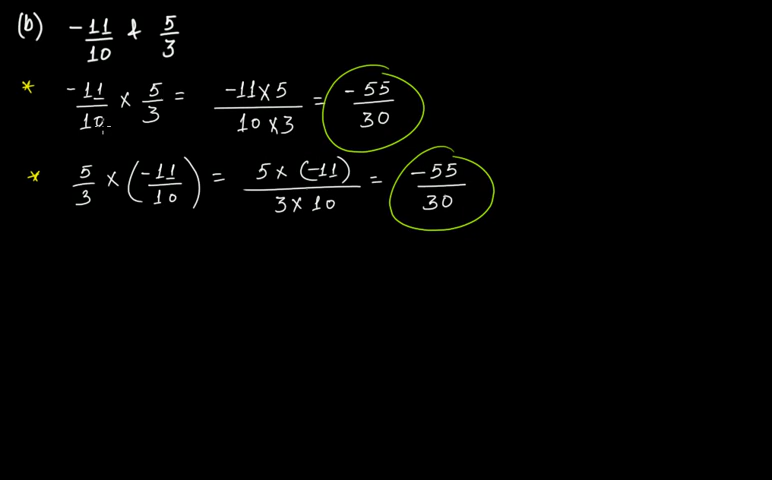 (b) -11/10 & 5/3
* -11/10 × 5/3 = -11×5/10×3 = -55/30
* 5/3 × (-11/10) = 5×(-11)/3×10 = -55/30